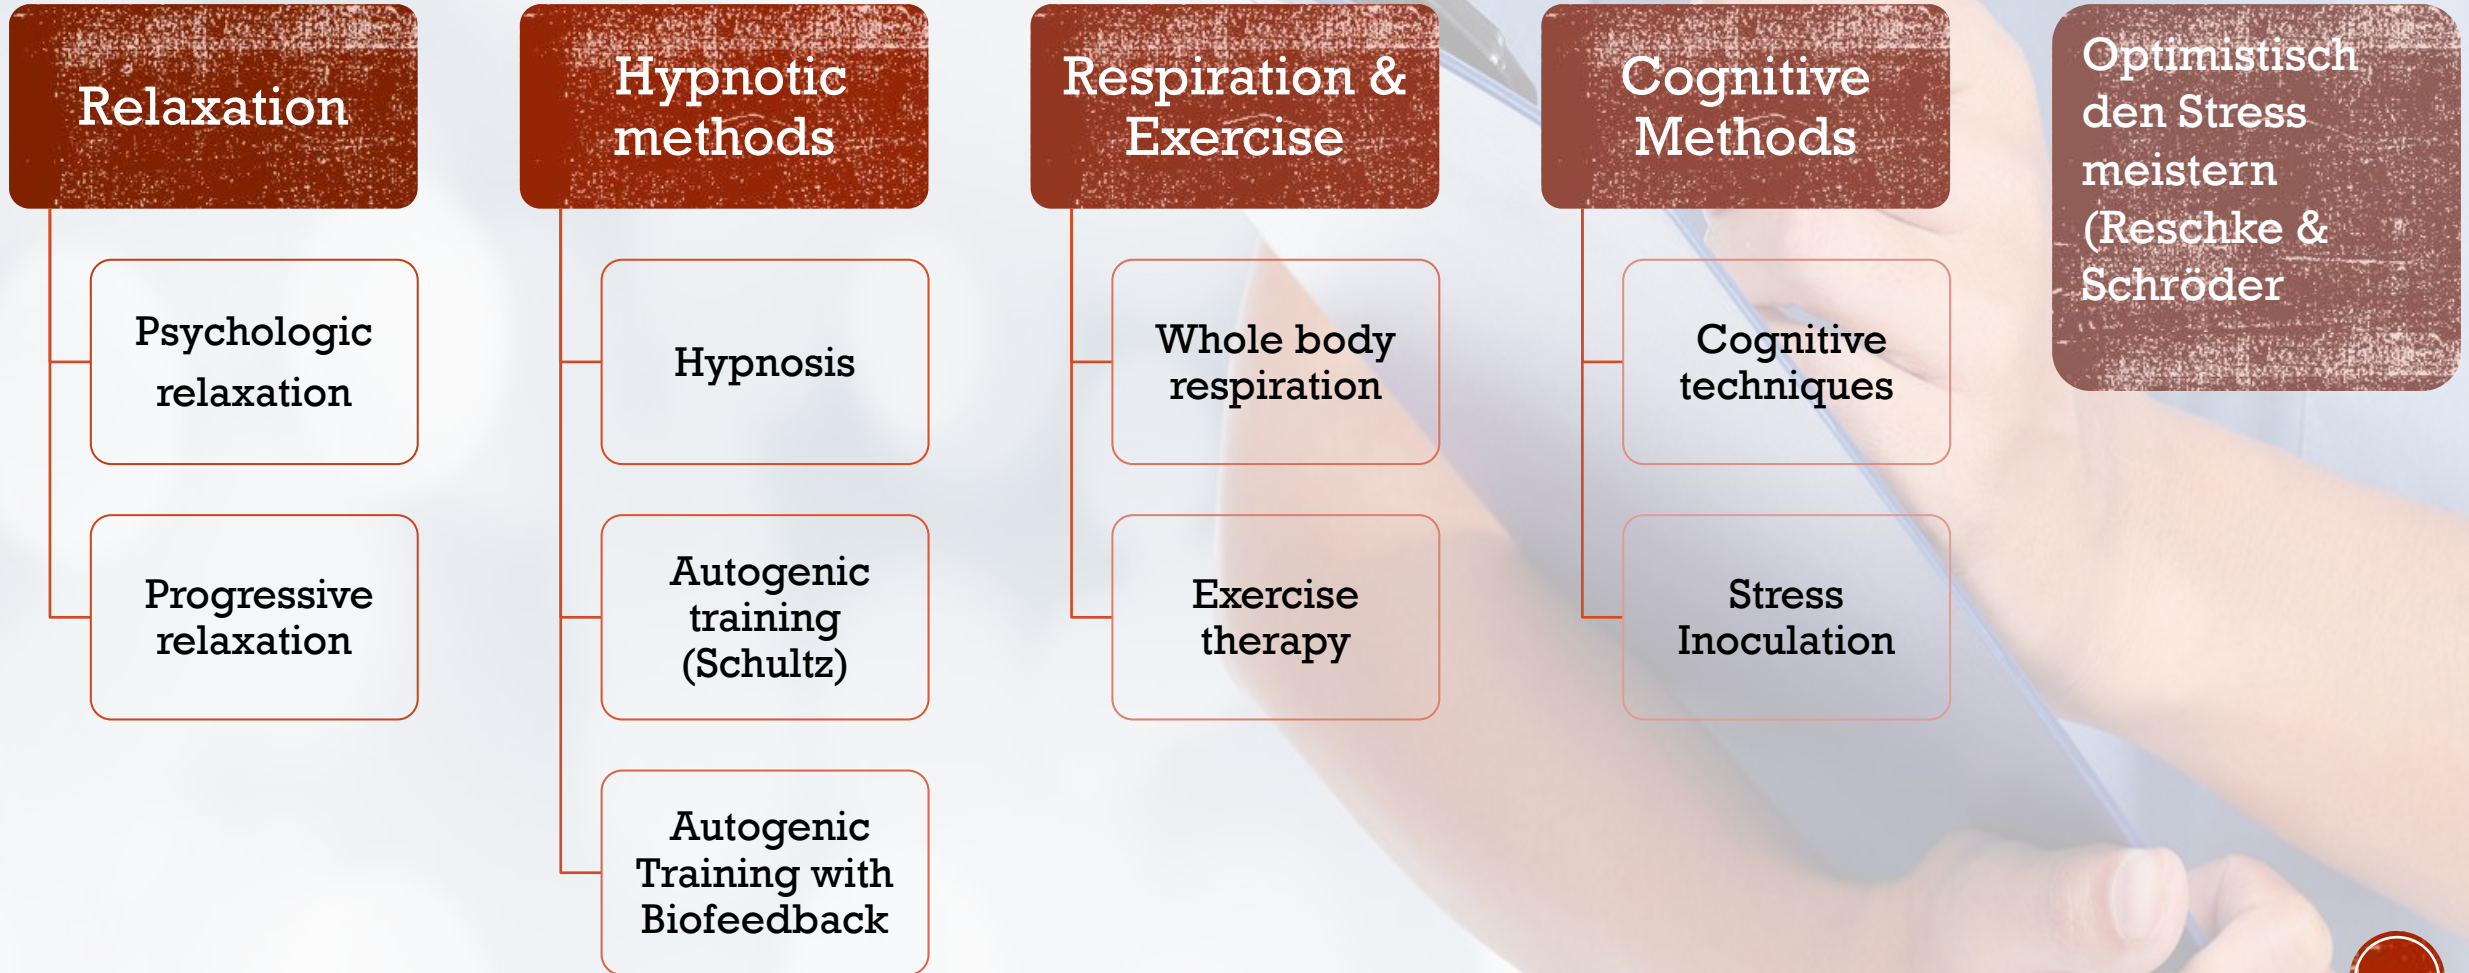 Relaxation
Psychologic
relaxation
Progressive
relaxation
Hypnotic
methods
Hypnosis
Autogenic
training
(Schultz)
Autogenic
Training with
Biofeedback
Respiration &
Exercise
Whole body
respiration
Exercise
therapy
Cognitive
Methods
Cognitive
techniques
Stress
Inoculation
Optimistisch
den Stress
meistern
(Reschke &
Schröder